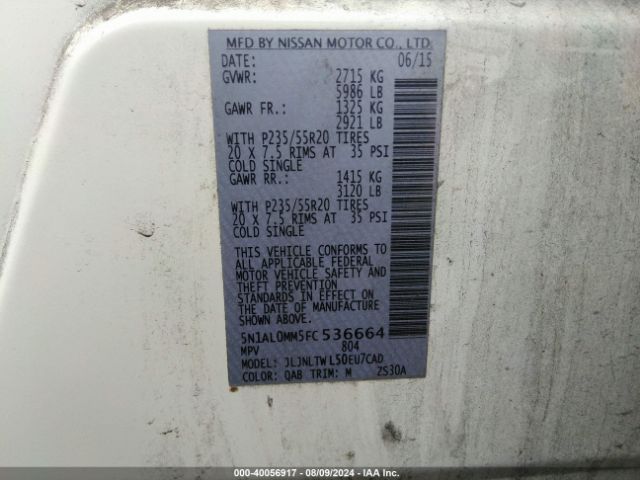 MFD BY NISSAN MOTOR CO., LTD.
DATE: 06/15
GVWR: 2715 KG
5986 LB
GAWR FR.: 1325 KG
2921 LB
WITH P235/55R20 TIRES
20 X 7.5 RIMS AT 35 PSI
COLD SINGLE
GAWR RR.: 1415 KG
3120 LB
WITH P235/55R20 TIRES
20 X 7.5 RIMS AT 35 PSI
COLD SINGLE
THIS VEHICLE CONFORMS TO
ALL APPLICABLE FEDERAL
MOTOR VEHICLE SAFETY AND
THEFT PREVENTION
STANDARDS IN EFFECT ON
THE DATE OF MANUFACTURE
SHOWN ABOVE.
5N1AL0MM5FC536664
MPV 804
MODEL: JLJNLTWL50EU7CAD
COLOR: QAB TRIM: M ZS30A
000-40056917 - 08/09/2024 - IAAI.COM